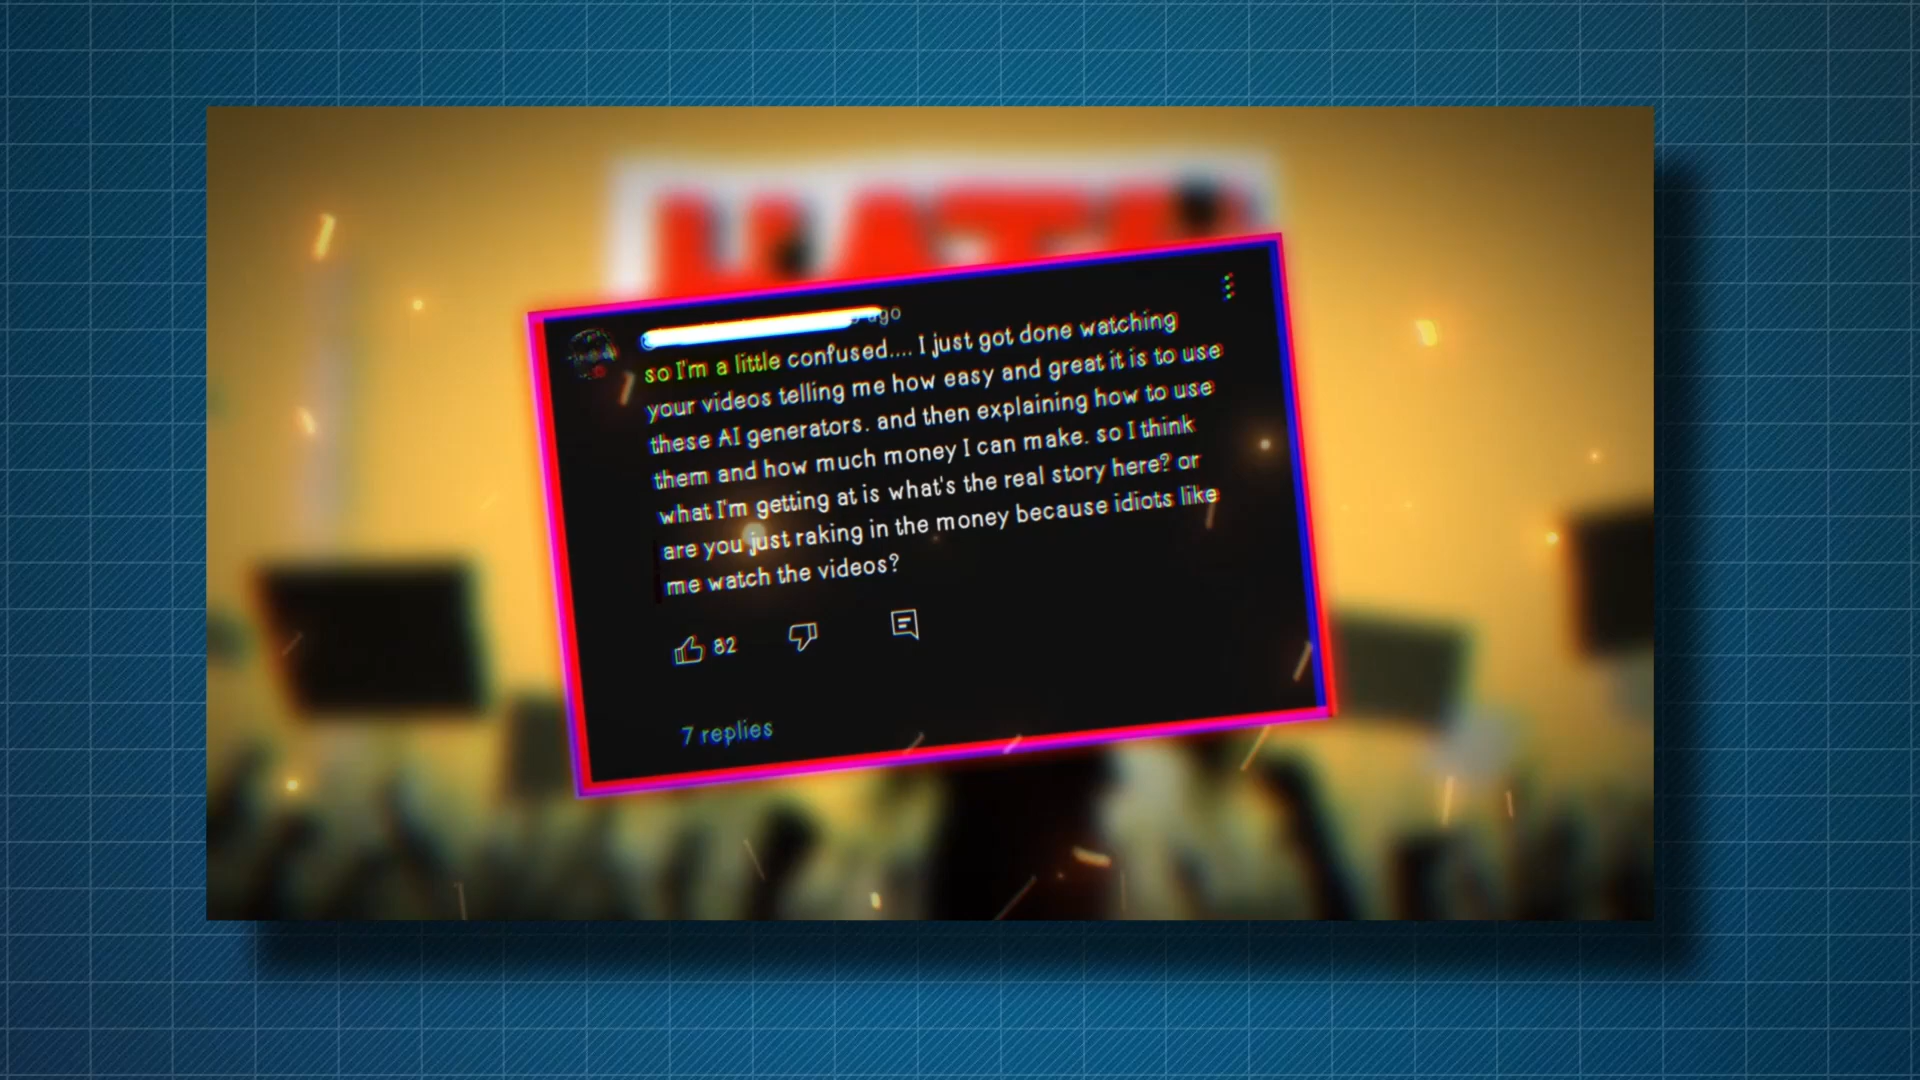 ago
so I'm a little confused.... I just got done watching
your videos telling me how easy and great it is to use
these AI generators. and then explaining how to use
them and how much money I can make. so I think
what I'm getting at is what's the real story here? or
are you just raking in the money because idiots like
me watch the videos?
82
7 replies